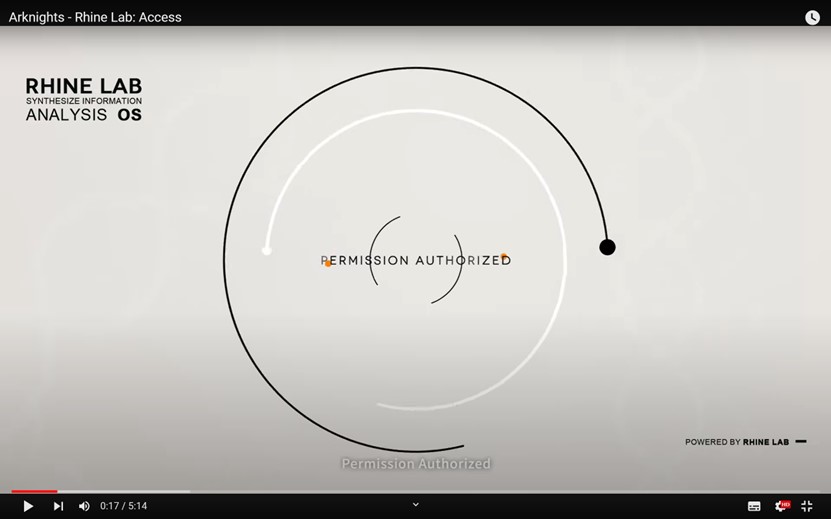 Arknights - Rhine Lab: Access
RHINE LAB
SYNTHESIZE INFORMATION
ANALYSIS OS
PERMISSION AUTHORIZED
POWERED BY RHINE LAB
Permission Authorized
0:17 / 5:14
HD